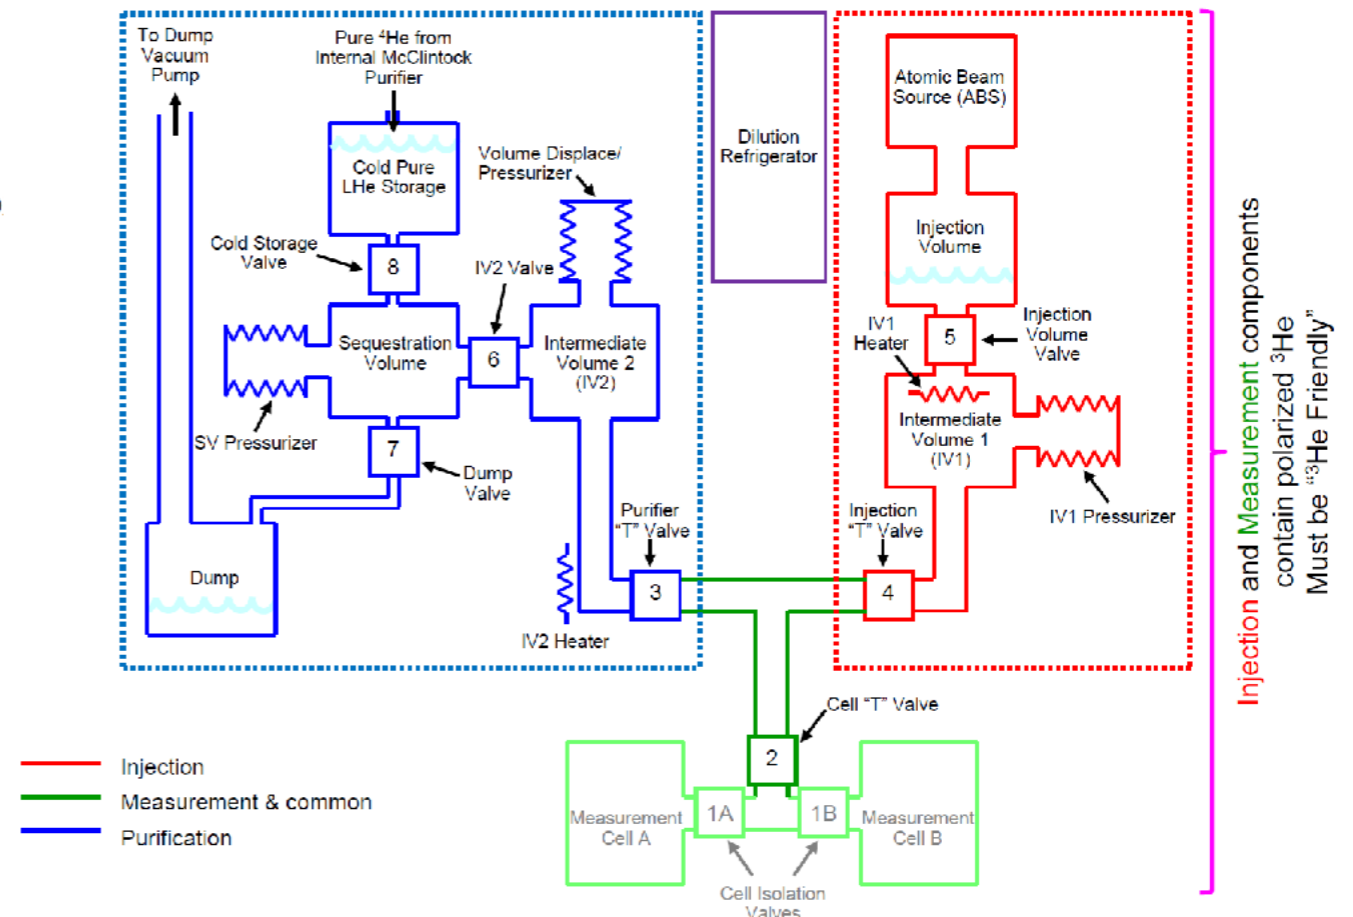 To Dump
Vacuum
Pump
Pure ⁴He from
Internal McClintock
Purifier
Cold Pure
LHe Storage
Volume Displace/
Pressurizer
Cold Storage
Valve
8
IV2 Valve
Sequestration
Volume
6
Intermediate
Volume 2
(IV2)
SV Pressurizer
7
Dump
Valve
Dump
Purifier
"T" Valve
3
IV2 Heater
Dilution
Refrigerator
Atomic Beam
Source (ABS)
Injection
Volume
IV1
Heater
5
Injection
Volume
Valve
Intermediate
Volume 1
(IV1)
IV1 Pressurizer
Injection
"T" Valve
4
Cell "T" Valve
2
Measurement
Cell A
1A
1B
Measurement
Cell B
Cell Isolation
Valves
Injection
Measurement & common
Purification
Injection and Measurement components
contain polarized ³He
Must be "³He Friendly"